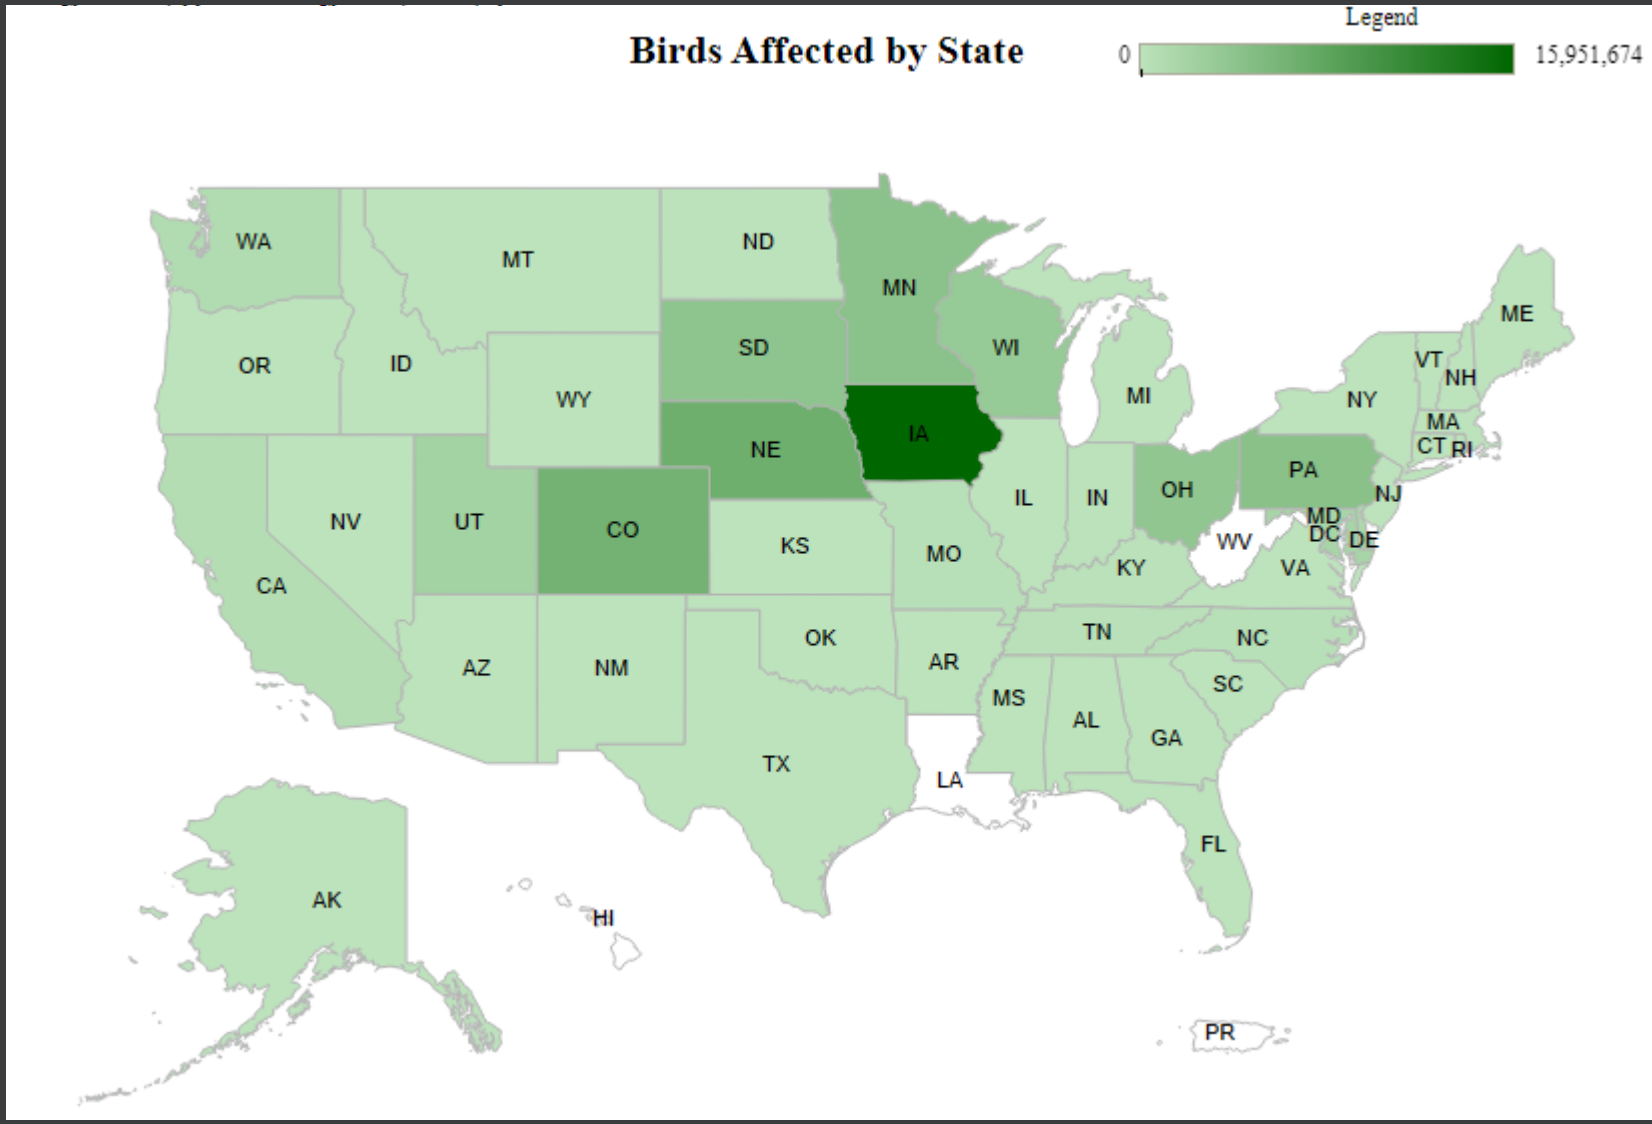 Legend
Birds Affected by State
0
15,951,674
WA
MT
ND
MN
ME
SD
WI
VT
NH
OR
ID
WY
MI
NY
MA
CT
RI
IA
NE
PA
OH
NJ
IL
IN
MD
DC
DE
NV
UT
CO
KS
MO
WV
KY
VA
CA
TN
NC
OK
AZ
NM
AR
SC
MS
AL
GA
TX
LA
FL
AK
HI
PR